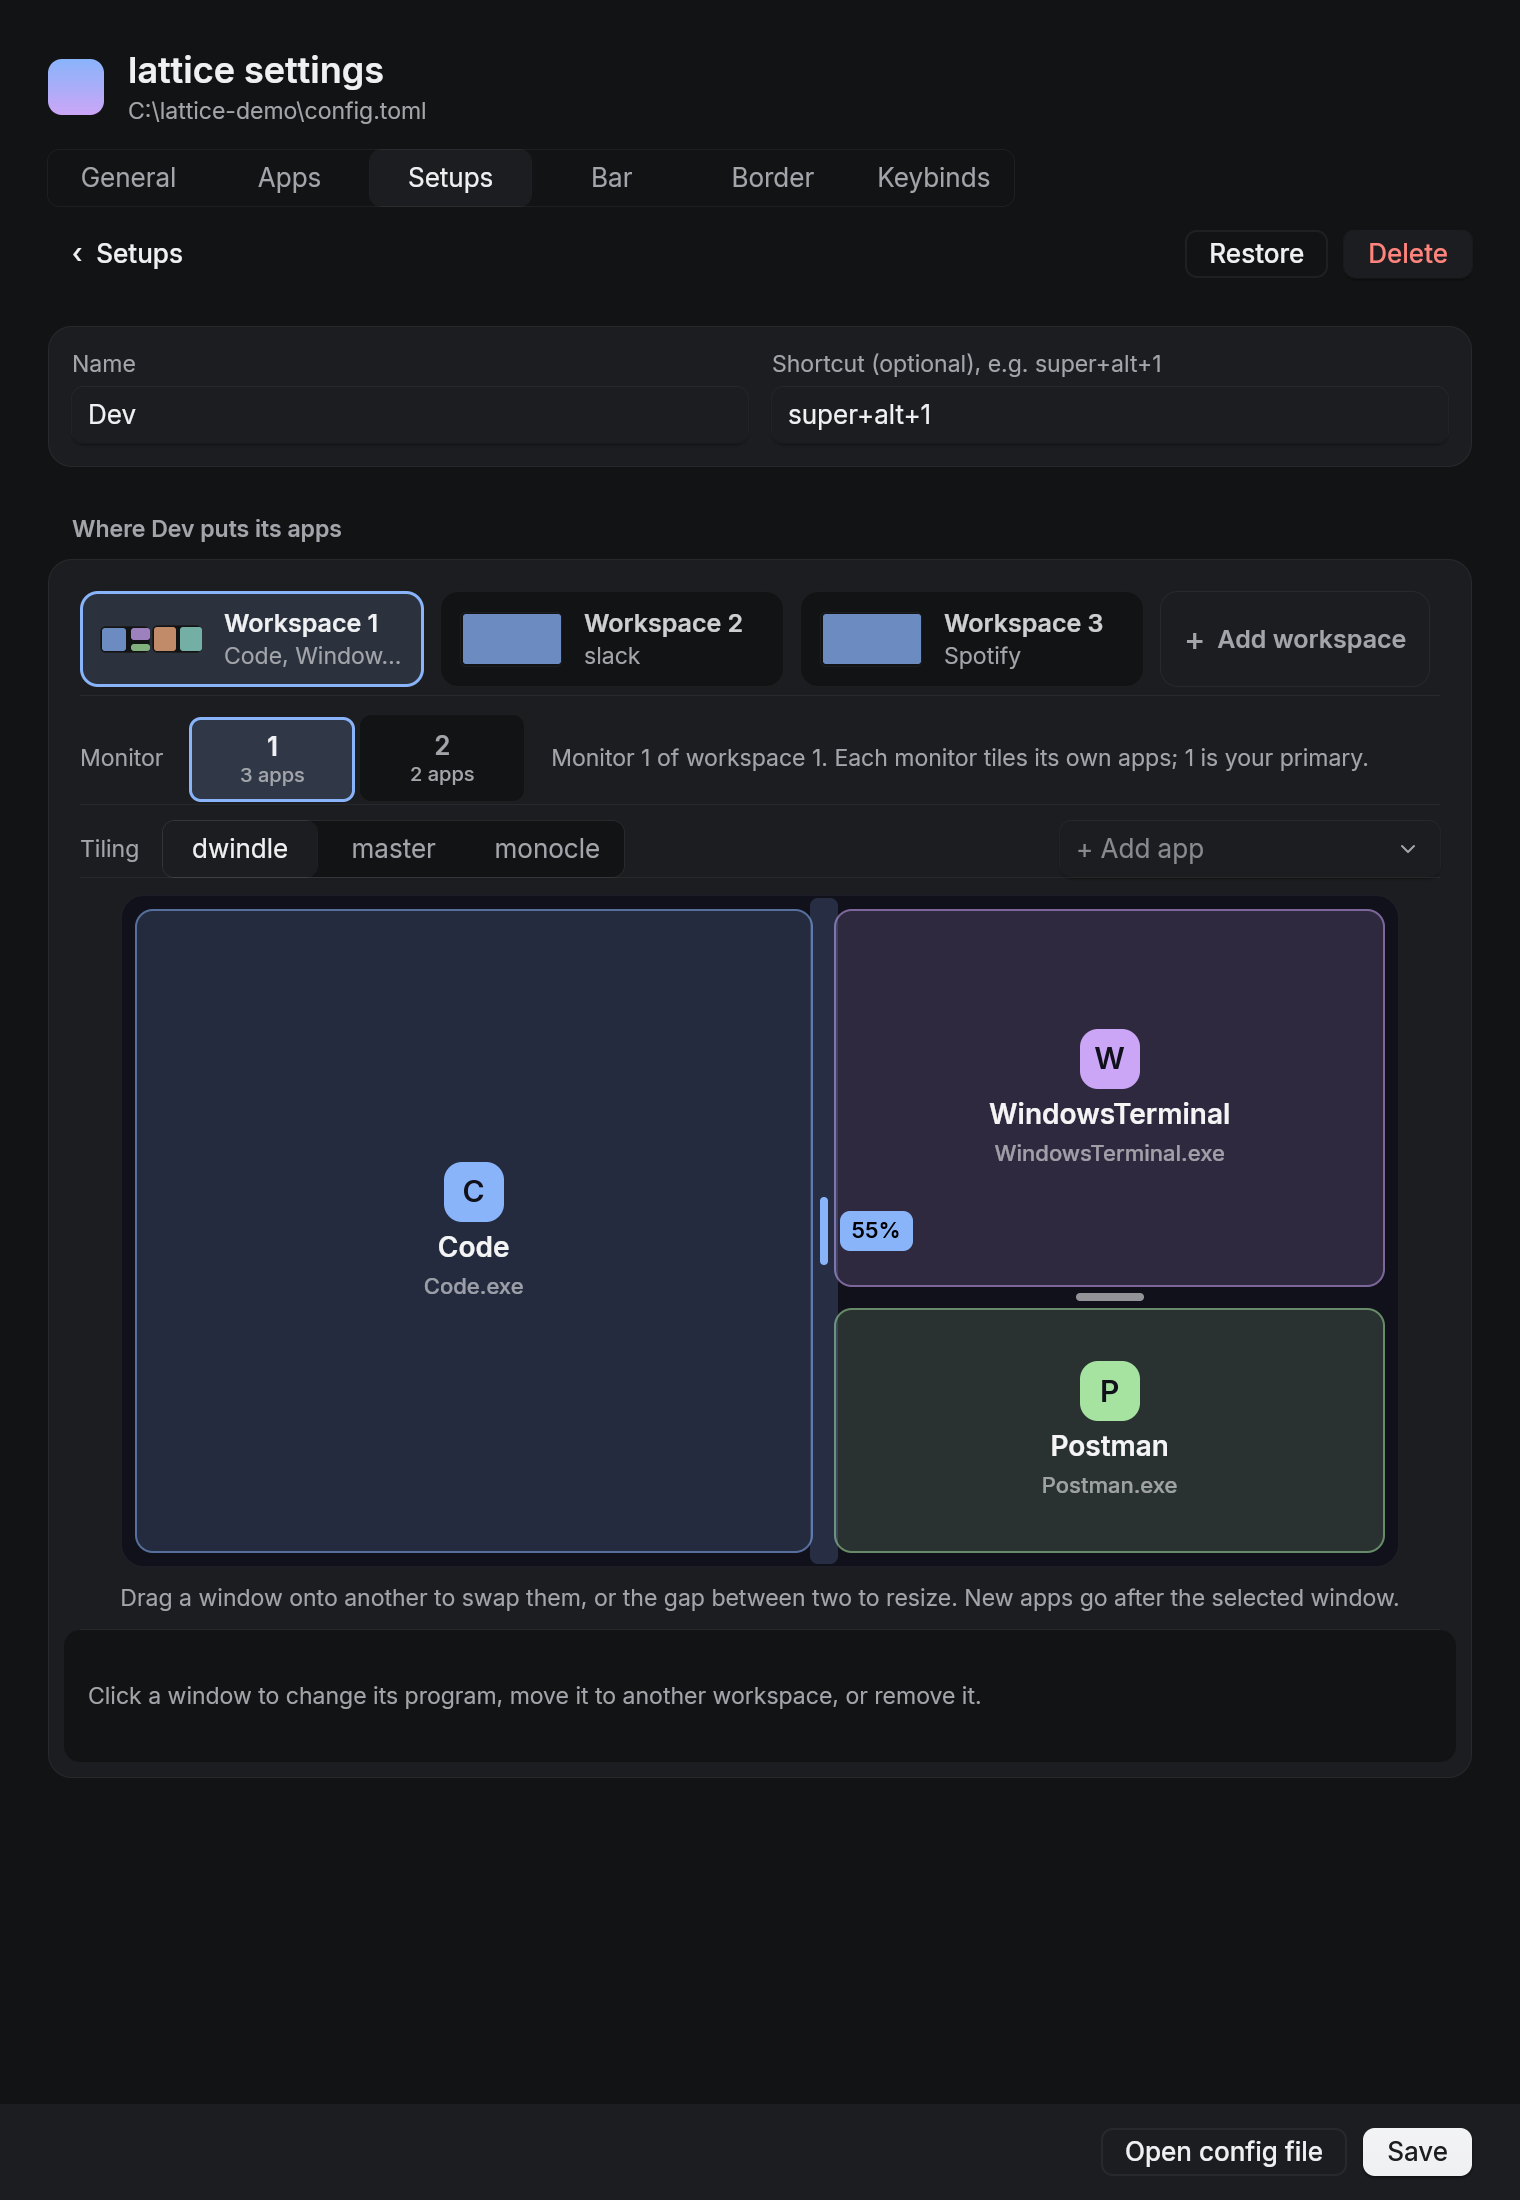 lattice settings
C:\lattice-demo\config.toml
General Apps Setups Bar Border Keybinds
‹ Setups Restore Delete
Name Shortcut (optional), e.g. super+alt+1
Dev super+alt+1
Where Dev puts its apps
Workspace 1 Workspace 2 Workspace 3 + Add workspace
Code, Window... slack Spotify
Monitor 1 2 Monitor 1 of workspace 1. Each monitor tiles its own apps; 1 is your primary.
3 apps 2 apps
Tiling dwindle master monocle + Add app
W
WindowsTerminal
WindowsTerminal.exe
C
Code
Code.exe
55%
P
Postman
Postman.exe
Drag a window onto another to swap them, or the gap between two to resize. New apps go after the selected window.
Click a window to change its program, move it to another workspace, or remove it.
Open config file Save